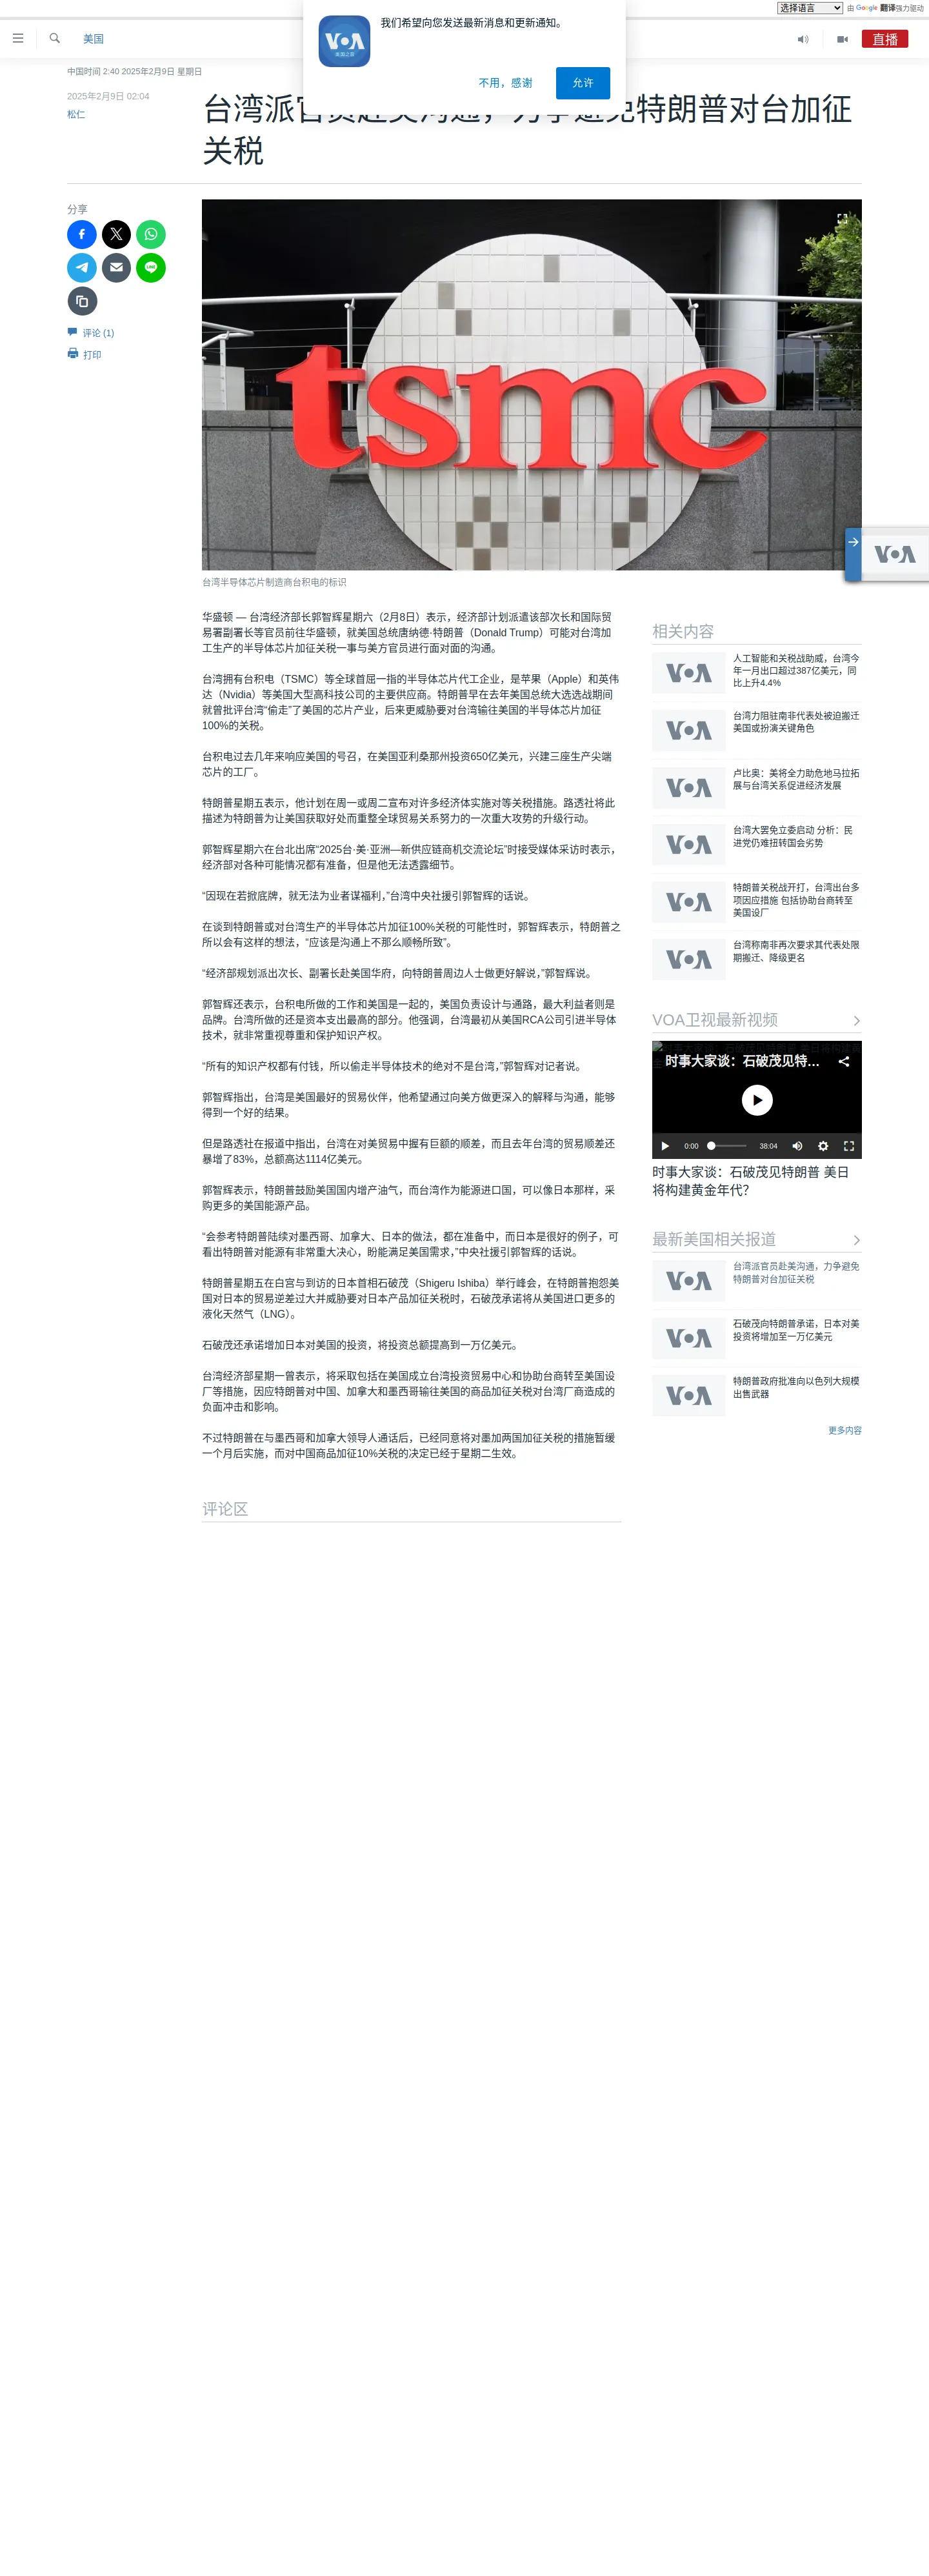 选择语言 由 Google 翻译强力驱动
我们希望向您发送最新消息和更新通知。
VOA
美国之音
不用，感谢
允许
美国
直播
中国时间 2:40 2025年2月9日 星期日
2025年2月9日 02:04
松仁
免特朗普对台加征
关税
分享
评论 (1)
打印
tsmc
VOA
台湾半导体芯片制造商台积电的标识
华盛顿 — 台湾经济部长郭智辉星期六（2月8日）表示，经济部计划派遣该部次长和国际贸
易署副署长等官员前往华盛顿，就美国总统唐纳德·特朗普（Donald Trump）可能对台湾加
工生产的半导体芯片加征关税一事与美方官员进行面对面的沟通。
台湾拥有台积电（TSMC）等全球首屈一指的半导体芯片代工企业，是苹果（Apple）和英伟
达（Nvidia）等美国大型高科技公司的主要供应商。特朗普早在去年美国总统大选选战期间
就曾批评台湾“偷走”了美国的芯片产业，后来更威胁要对台湾输往美国的半导体芯片加征
100%的关税。
台积电过去几年来响应美国的号召，在美国亚利桑那州投资650亿美元，兴建三座生产尖端
芯片的工厂。
特朗普星期五表示，他计划在周一或周二宣布对许多经济体实施对等关税措施。路透社将此
描述为特朗普为让美国获取好处而重整全球贸易关系努力的一次重大攻势的升级行动。
郭智辉星期六在台北出席“2025台·美·亚洲—新供应链商机交流论坛”时接受媒体采访时表示，
经济部对各种可能情况都有准备，但是他无法透露细节。
“因现在若掀底牌，就无法为业者谋福利，”台湾中央社援引郭智辉的话说。
在谈到特朗普或对台湾生产的半导体芯片加征100%关税的可能性时，郭智辉表示，特朗普之
所以会有这样的想法，“应该是沟通上不那么顺畅所致”。
“经济部规划派出次长、副署长赴美国华府，向特朗普周边人士做更好解说，”郭智辉说。
郭智辉还表示，台积电所做的工作和美国是一起的，美国负责设计与通路，最大利益者则是
品牌。台湾所做的还是资本支出最高的部分。他强调，台湾最初从美国RCA公司引进半导体
技术，就非常重视尊重和保护知识产权。
“所有的知识产权都有付钱，所以偷走半导体技术的绝对不是台湾，”郭智辉对记者说。
郭智辉指出，台湾是美国最好的贸易伙伴，他希望通过向美方做更深入的解释与沟通，能够
得到一个好的结果。
但是路透社在报道中指出，台湾在对美贸易中握有巨额的顺差，而且去年台湾的贸易顺差还
暴增了83%，总额高达1114亿美元。
郭智辉表示，特朗普鼓励美国国内增产油气，而台湾作为能源进口国，可以像日本那样，采
购更多的美国能源产品。
“会参考特朗普陆续对墨西哥、加拿大、日本的做法，都在准备中，而日本是很好的例子，可
看出特朗普对能源有非常重大决心，盼能满足美国需求，”中央社援引郭智辉的话说。
特朗普星期五在白宫与到访的日本首相石破茂（Shigeru Ishiba）举行峰会，在特朗普抱怨美
国对日本的贸易逆差过大并威胁要对日本产品加征关税时，石破茂承诺将从美国进口更多的
液化天然气（LNG）。
石破茂还承诺增加日本对美国的投资，将投资总额提高到一万亿美元。
台湾经济部星期一曾表示，将采取包括在美国成立台湾投资贸易中心和协助台商转至美国设
厂等措施，因应特朗普对中国、加拿大和墨西哥输往美国的商品加征关税对台湾厂商造成的
负面冲击和影响。
不过特朗普在与墨西哥和加拿大领导人通话后，已经同意将对墨加两国加征关税的措施暂缓
一个月后实施，而对中国商品加征10%关税的决定已经于星期二生效。
评论区
相关内容
VOA
人工智能和关税战助威，台湾今
年一月出口超过387亿美元，同
比上升4.4%
VOA
台湾力阻驻南非代表处被迫搬迁
美国或扮演关键角色
VOA
卢比奥：美将全力助危地马拉拓
展与台湾关系促进经济发展
VOA
台湾大罢免立委启动 分析：民
进党仍难扭转国会劣势
VOA
特朗普关税战开打，台湾出台多
项因应措施 包括协助台商转至
美国设厂
VOA
台湾称南非再次要求其代表处限
期搬迁、降级更名
VOA卫视最新视频
时事大家谈：石破茂见特...
0:00
38:04
时事大家谈：石破茂见特朗普 美日
将构建黄金年代？
最新美国相关报道
VOA
台湾派官员赴美沟通，力争避免
特朗普对台加征关税
VOA
石破茂向特朗普承诺，日本对美
投资将增加至一万亿美元
VOA
特朗普政府批准向以色列大规模
出售武器
更多内容